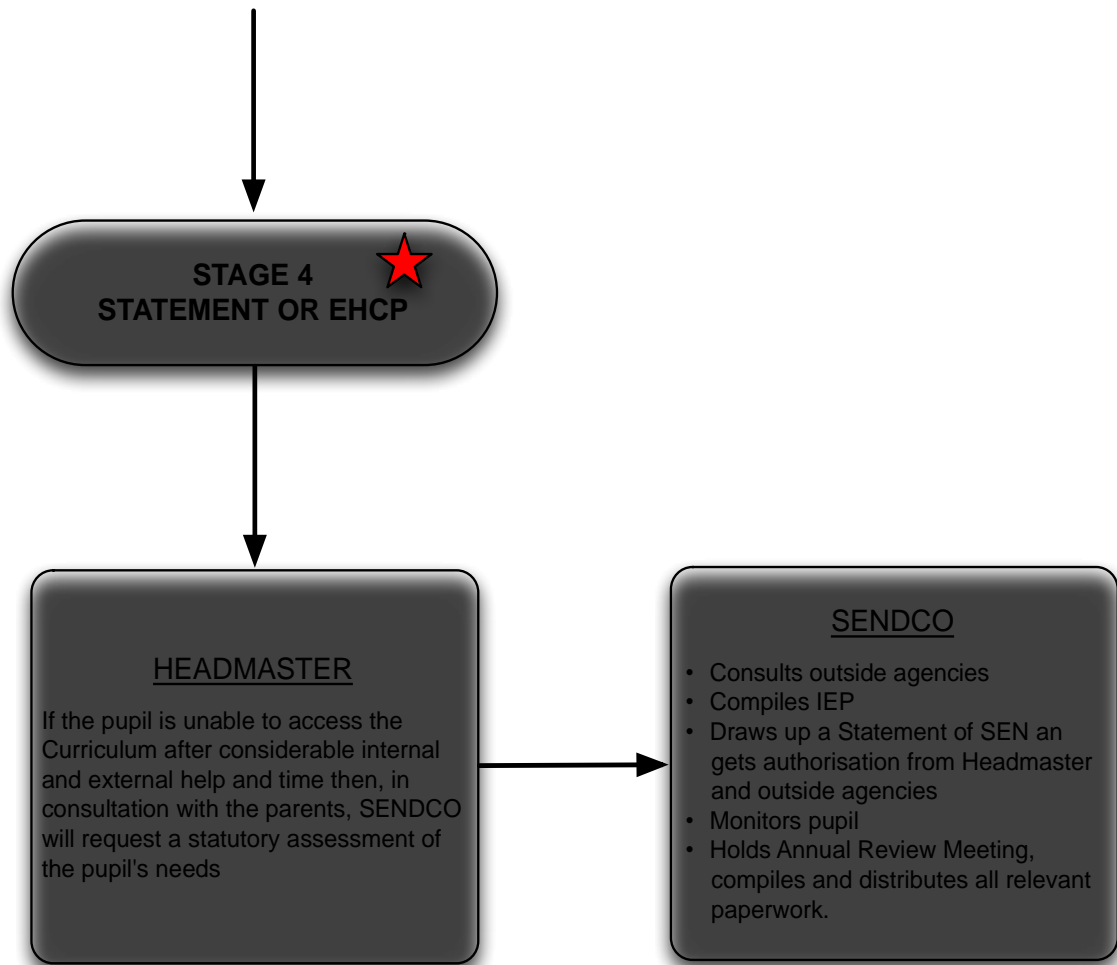 STAGE 4
STATEMENT OR EHCP
HEADMASTER
If the pupil is unable to access the
Curriculum after considerable internal
and external help and time then, in
consultation with the parents, SENDCO
will request a statutory assessment of
the pupil's needs
SENDCO
• Consults outside agencies
• Compiles IEP
• Draws up a Statement of SEN an
gets authorisation from Headmaster
and outside agencies
• Monitors pupil
• Holds Annual Review Meeting,
compiles and distributes all relevant
paperwork.